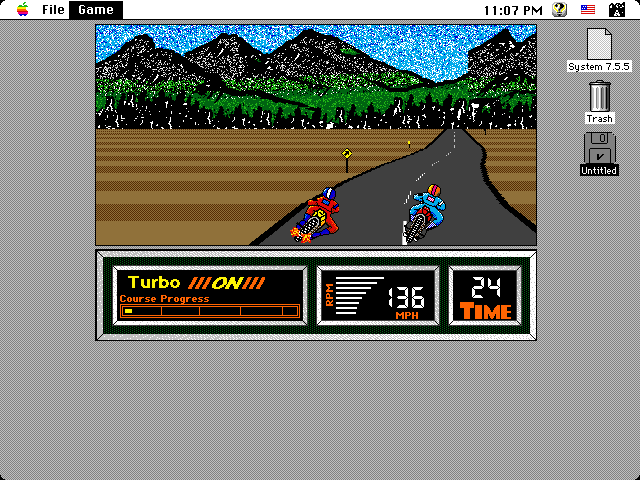 File Game 11:07 PM
System 7.5.5
Trash
Untitled
Turbo ///ON///
Course Progress
RPM
136
MPH
24
TIME